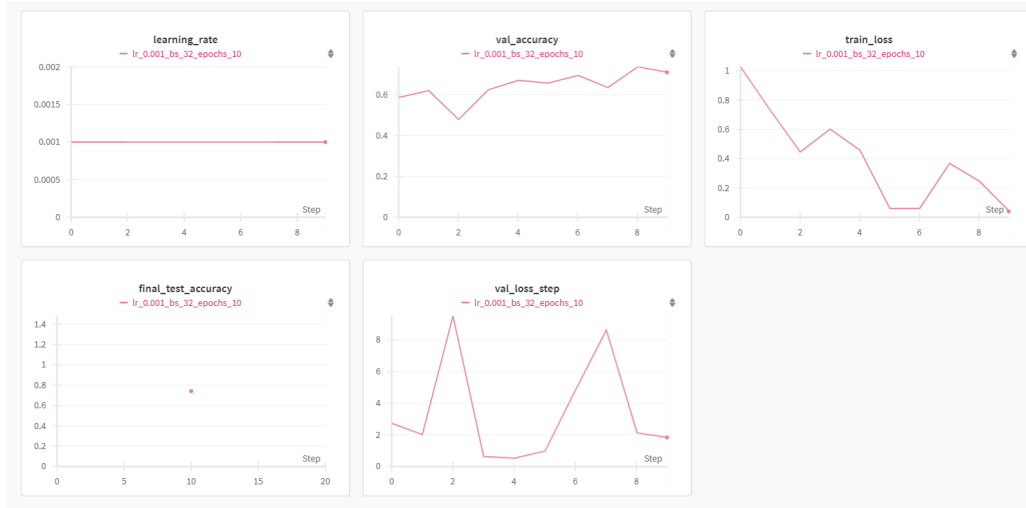 learning_rate
lr_0.001_bs_32_epochs_10
0.002
0.0015
0.001
0.0005
0
Step
0 2 4 6 8
val_accuracy
lr_0.001_bs_32_epochs_10
0.6
0.4
0.2
0
Step
0 2 4 6 8
train_loss
lr_0.001_bs_32_epochs_10
1
0.8
0.6
0.4
0.2
0
Step
0 2 4 6 8
final_test_accuracy
lr_0.001_bs_32_epochs_10
1.4
1.2
1
0.8
0.6
0.4
0.2
0
Step
0 5 10 15 20
val_loss_step
lr_0.001_bs_32_epochs_10
8
6
4
2
0
Step
0 2 4 6 8